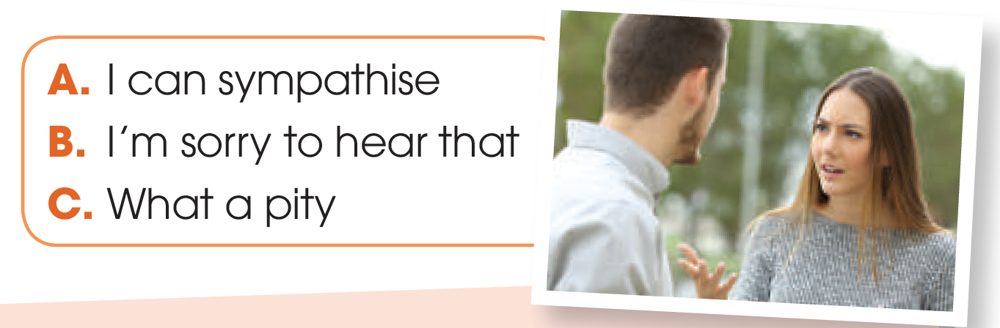 A. I can sympathise
B. I'm sorry to hear that
C. What a pity